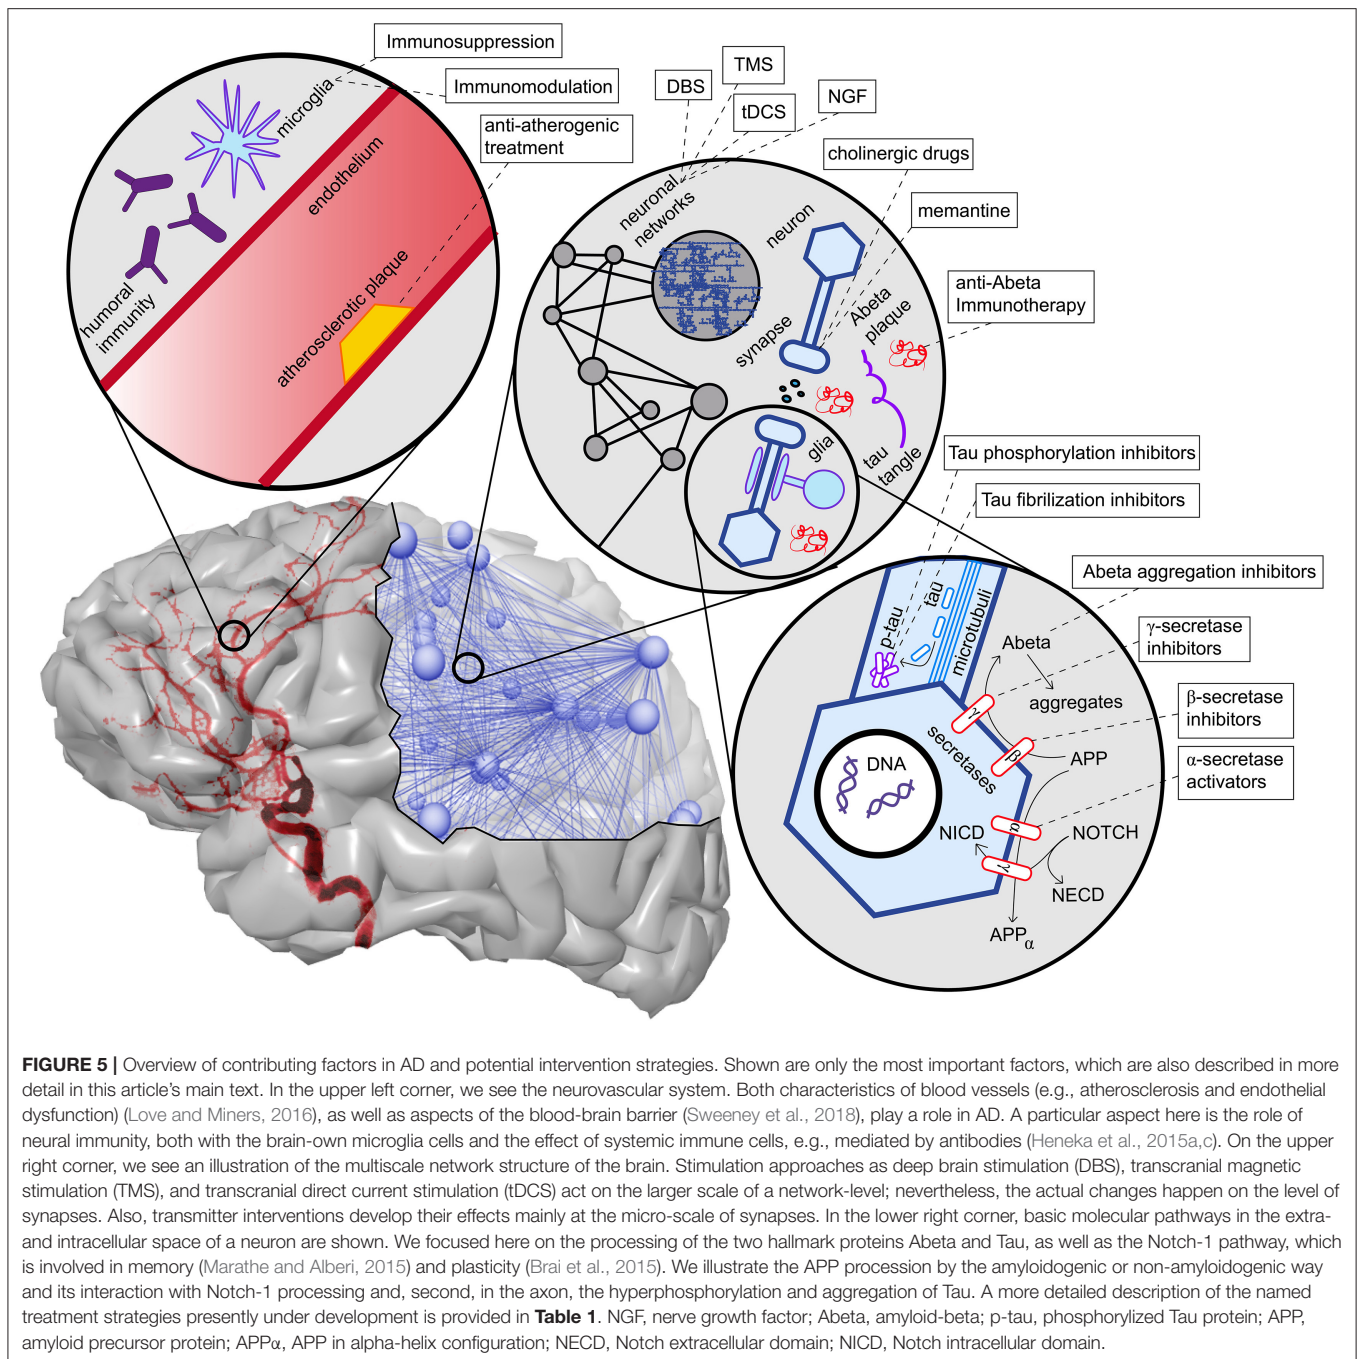 Immunosuppression
Immunomodulation
anti-atherogenic
treatment
microglia
endothelium
humoral
immunity
atherosclerotic plaque
DBS
TMS
tDCS
NGF
cholinergic drugs
memantine
anti-Abeta
Immunotherapy
neuronal
networks
neuron
synapse
Abeta
plaque
glia
tau
tangle
Tau phosphorylation inhibitors
Tau fibrilization inhibitors
Abeta aggregation inhibitors
γ-secretase
inhibitors
β-secretase
inhibitors
α-secretase
activators
p-tau
tau
microtubuli
Abeta
aggregates
γ
β
secretases
APP
DNA
NICD
α
γ
NOTCH
NECD
APPα
FIGURE 5 | Overview of contributing factors in AD and potential intervention strategies. Shown are only the most important factors, which are also described in more
detail in this article's main text. In the upper left corner, we see the neurovascular system. Both characteristics of blood vessels (e.g., atherosclerosis and endothelial
dysfunction) (Love and Miners, 2016), as well as aspects of the blood-brain barrier (Sweeney et al., 2018), play a role in AD. A particular aspect here is the role of
neural immunity, both with the brain-own microglia cells and the effect of systemic immune cells, e.g., mediated by antibodies (Heneka et al., 2015a,c). On the upper
right corner, we see an illustration of the multiscale network structure of the brain. Stimulation approaches as deep brain stimulation (DBS), transcranial magnetic
stimulation (TMS), and transcranial direct current stimulation (tDCS) act on the larger scale of a network-level; nevertheless, the actual changes happen on the level of
synapses. Also, transmitter interventions develop their effects mainly at the micro-scale of synapses. In the lower right corner, basic molecular pathways in the extra-
and intracellular space of a neuron are shown. We focused here on the processing of the two hallmark proteins Abeta and Tau, as well as the Notch-1 pathway, which
is involved in memory (Marathe and Alberi, 2015) and plasticity (Brai et al., 2015). We illustrate the APP procession by the amyloidogenic or non-amyloidogenic way
and its interaction with Notch-1 processing and, second, in the axon, the hyperphosphorylation and aggregation of Tau. A more detailed description of the named
treatment strategies presently under development is provided in Table 1. NGF, nerve growth factor; Abeta, amyloid-beta; p-tau, phosphorylized Tau protein; APP,
amyloid precursor protein; APPα, APP in alpha-helix configuration; NECD, Notch extracellular domain; NICD, Notch intracellular domain.